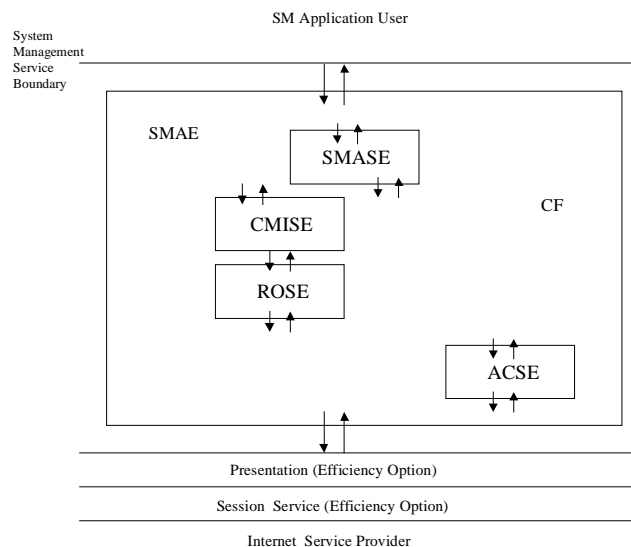 SM Application User
System
Management
Service
Boundary
SMAE
SMASE
CF
CMISE
ROSE
ACSE
Presentation (Efficiency Option)
Session Service (Efficiency Option)
Internet Service Provider